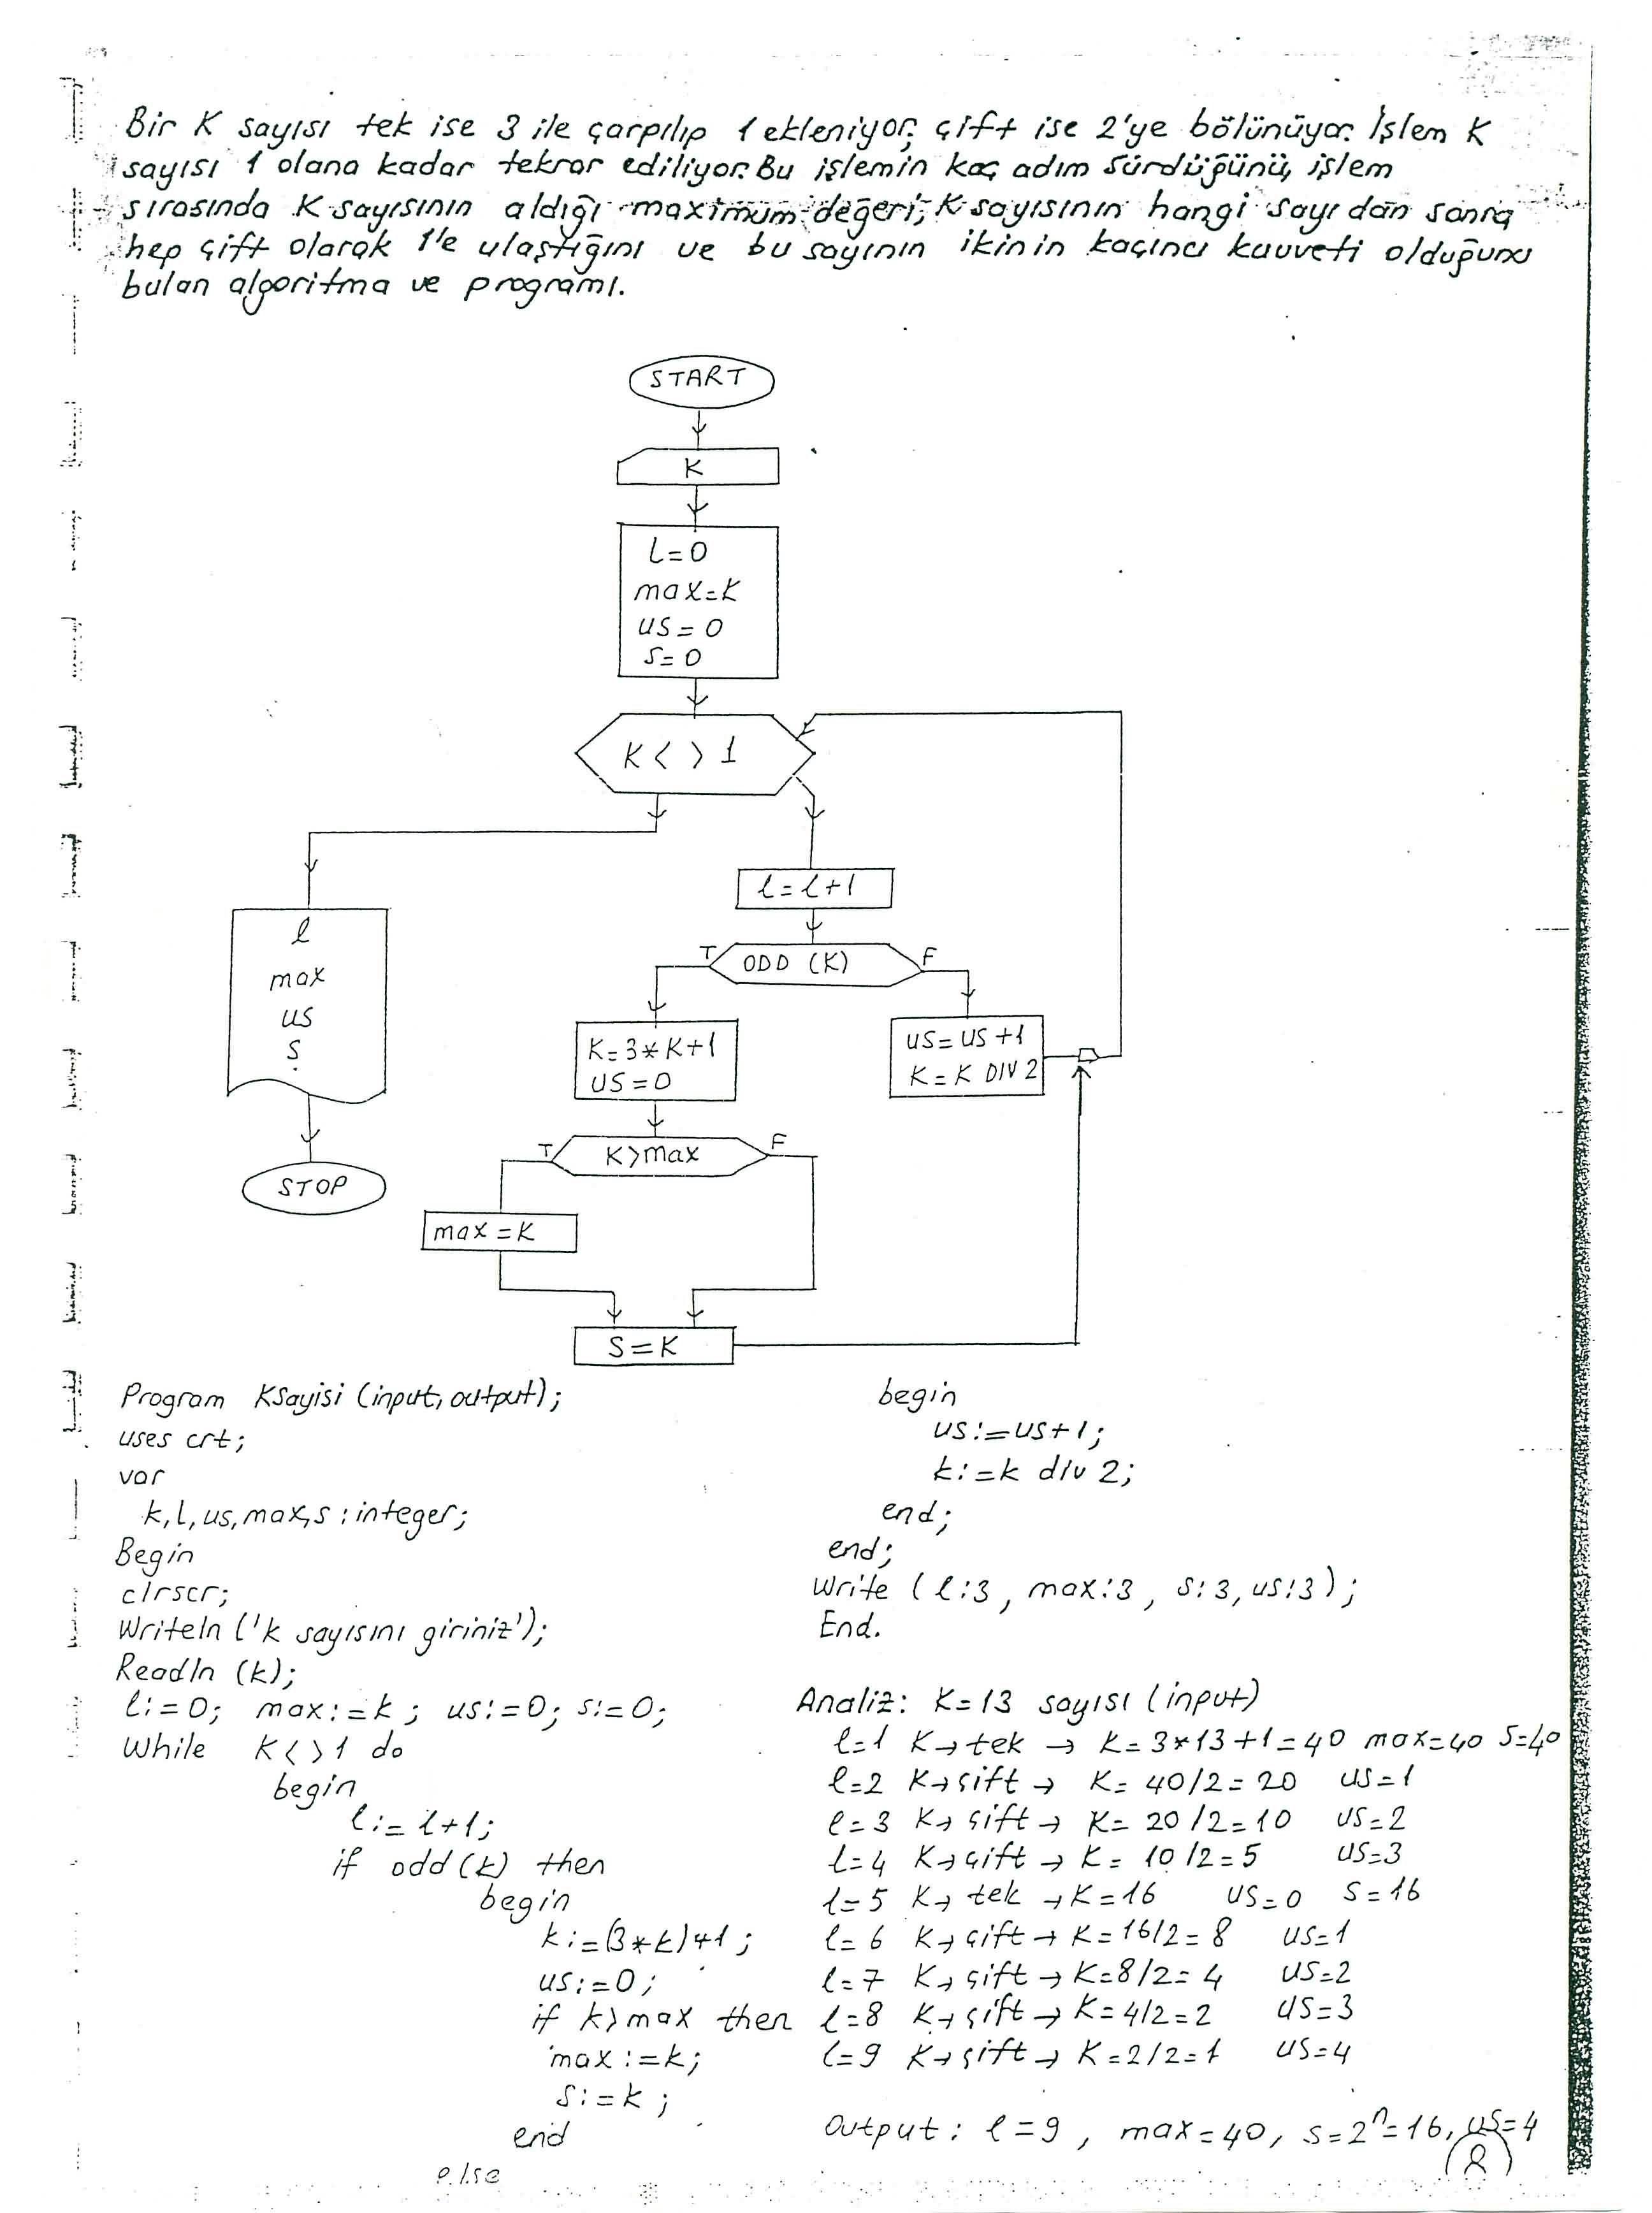 Bir K sayısı tek ise 3 ile çarpılıp 1 ekleniyor, çift ise 2'ye bölünüyor. İşlem K
sayısı 1 olana kadar tekrar ediliyor. Bu işlemin kaç adım sürdüğünü, işlem
sırasında K sayısının aldığı maximum değeri, K sayısının hangi sayıdan sonra
hep çift olarak 1'e ulaştığını ve bu sayının ikinin kaçıncı kuvveti olduğunu
bulan algoritma ve programı.
START
K
L=0
max=K
us=0
s=0
K < > 1
l=l+1
T ODD (K) F
l
max
us
s
STOP
K=3*K+1
us=0
us=us+1
K=K DIV 2
T K>max F
max=K
S=K
Program KSayisi (input, output);
uses crt;
var
k, l, us, max, s : integer;
Begin
clrscr;
Writeln ('k sayısını giriniz');
Readln (k);
l:=0; max:=k; us:=0; s:=0;
While K < > 1 do
begin
l:=l+1;
if odd(k) then
begin
k:=(3*k)+1;
us:=0;
if k>max then
max:=k;
s:=k;
end
else
begin
us:=us+1;
k:=k div 2;
end;
end;
Write (l:3, max:3, s:3, us:3);
End.
Analiz: K=13 sayısı (input)
l=1 K→tek → K=3*13+1=40 max=40 S=40
l=2 K→çift → K=40/2=20 us=1
l=3 K→çift → K=20/2=10 us=2
l=4 K→çift → K=10/2=5 us=3
l=5 K→tek → K=16 us=0 s=16
l=6 K→çift → K=16/2=8 us=1
l=7 K→çift → K=8/2=4 us=2
l=8 K→çift → K=4/2=2 us=3
l=9 K→çift → K=2/2=1 us=4
Output: l=9, max=40, s=2ⁿ=16, us=4
8